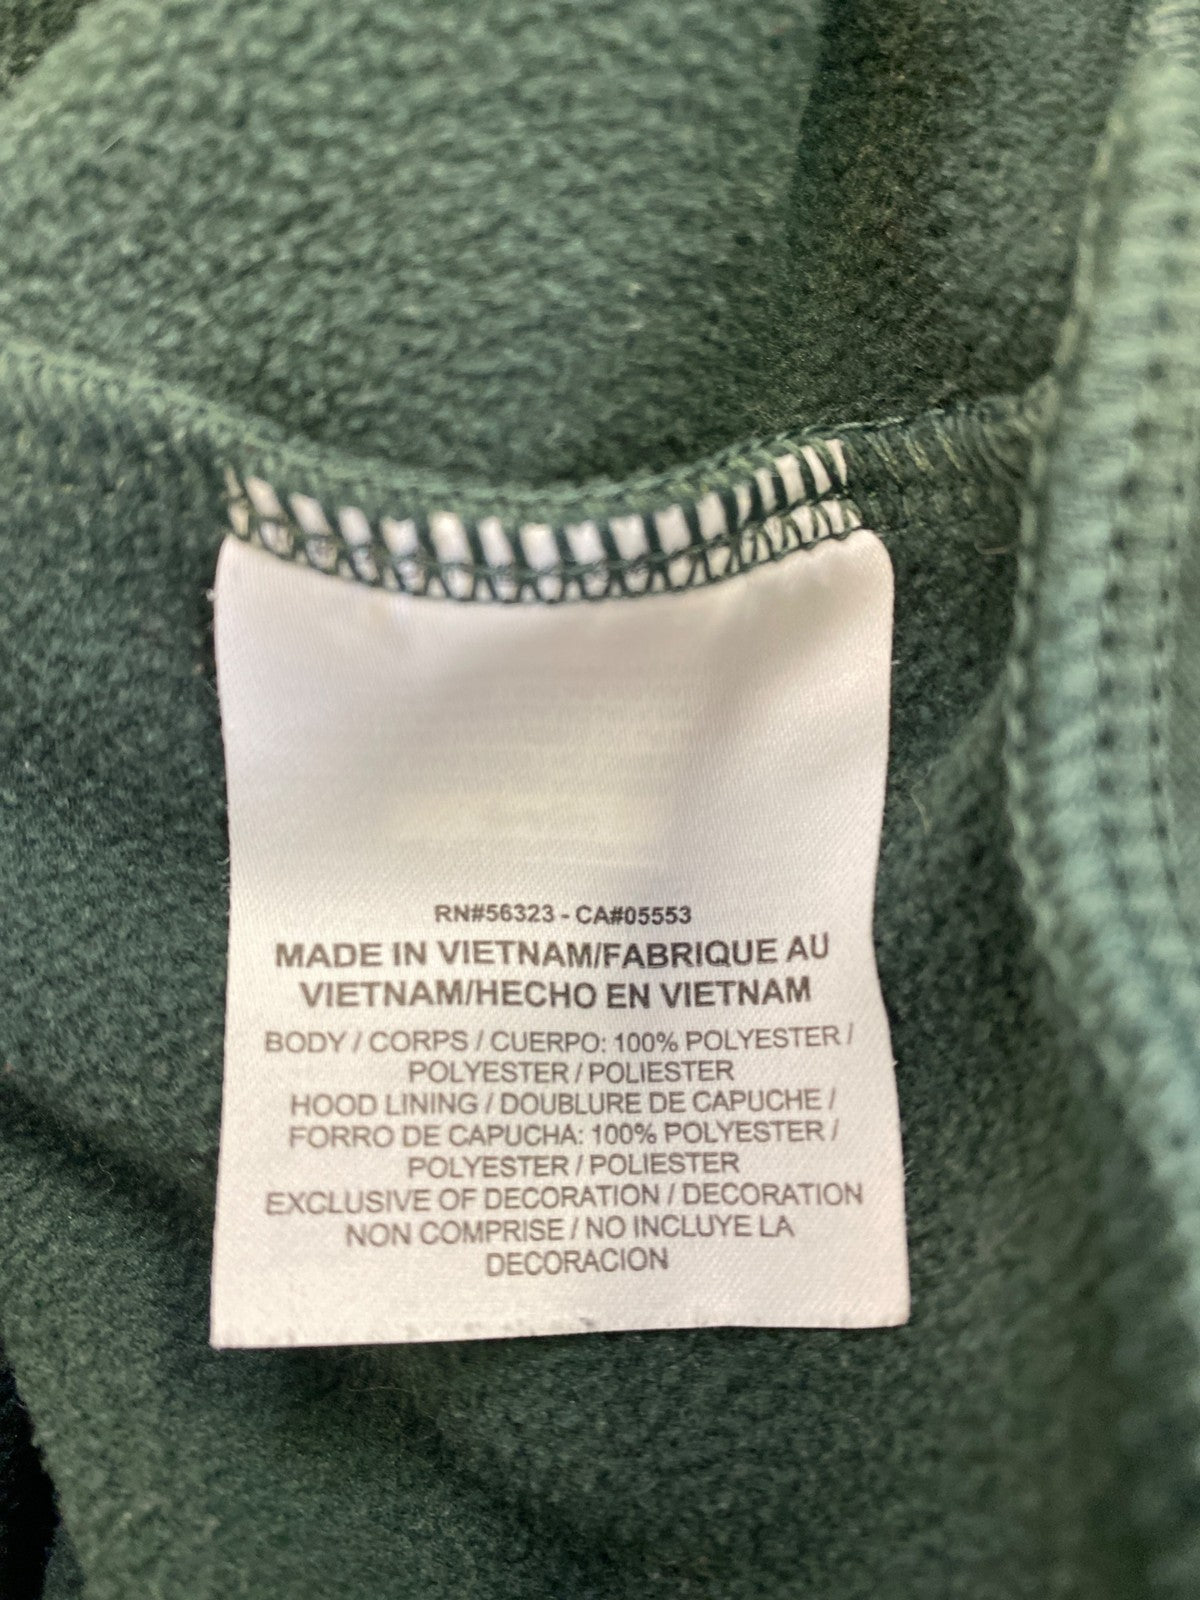 RN#56323 - CA#05553
MADE IN VIETNAM/FABRIQUE AU
VIETNAM/HECHO EN VIETNAM
BODY / CORPS / CUERPO: 100% POLYESTER /
POLYESTER / POLIESTER
HOOD LINING / DOUBLURE DE CAPUCHE /
FORRO DE CAPUCHA: 100% POLYESTER /
POLYESTER / POLIESTER
EXCLUSIVE OF DECORATION / DECORATION
NON COMPRISE / NO INCLUYE LA
DECORACION